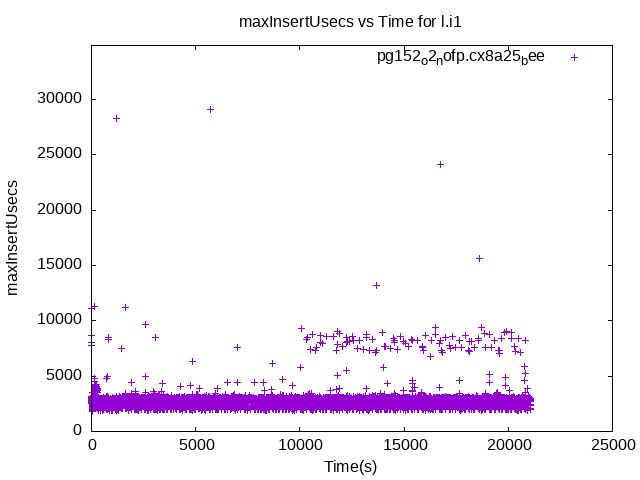 maxInsertUsecs vs Time for l.i1
pg152o2nofp.cx8a25bee
maxInsertUsecs
30000
25000
20000
15000
10000
5000
0
0 5000 10000 15000 20000 25000
Time(s)